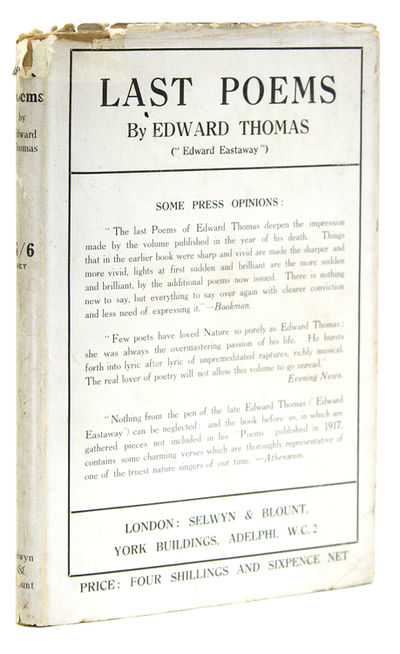 LAST POEMS
By EDWARD THOMAS
("Edward Eastaway")
SOME PRESS OPINIONS:
"The last Poems of Edward Thomas deepen the impression
made by the volume published in the year of his death. Things
that in the earlier book were sharp and vivid are made the sharper and
more vivid, lights at first sudden and brilliant are the more sudden
and brilliant, by the additional poems now issued. There is nothing
new to say, but everything to say over again with clearer conviction
and less need of expressing it."—Bookman.
"Few poets have loved Nature so purely as Edward Thomas:
she was always the overmastering passion of his life. He bursts
forth into lyric after lyric of unpremeditated raptures, richly musical.
The real lover of poetry will not allow this volume to go unread."
Evening News.
"Nothing from the pen of the late Edward Thomas ('Edward
Eastaway') can be neglected: and the book before us, in which are
gathered pieces not included in his 'Poems' published in 1917,
contains some charming verses which are thoroughly representative of
one of the truest nature singers of our time."—Athenæum.
LONDON: SELWYN & BLOUNT,
YORK BUILDINGS, ADELPHI, W.C. 2
PRICE: FOUR SHILLINGS AND SIXPENCE NET
oems
by
dward
homas
/6
NET
elwyn
&
ount